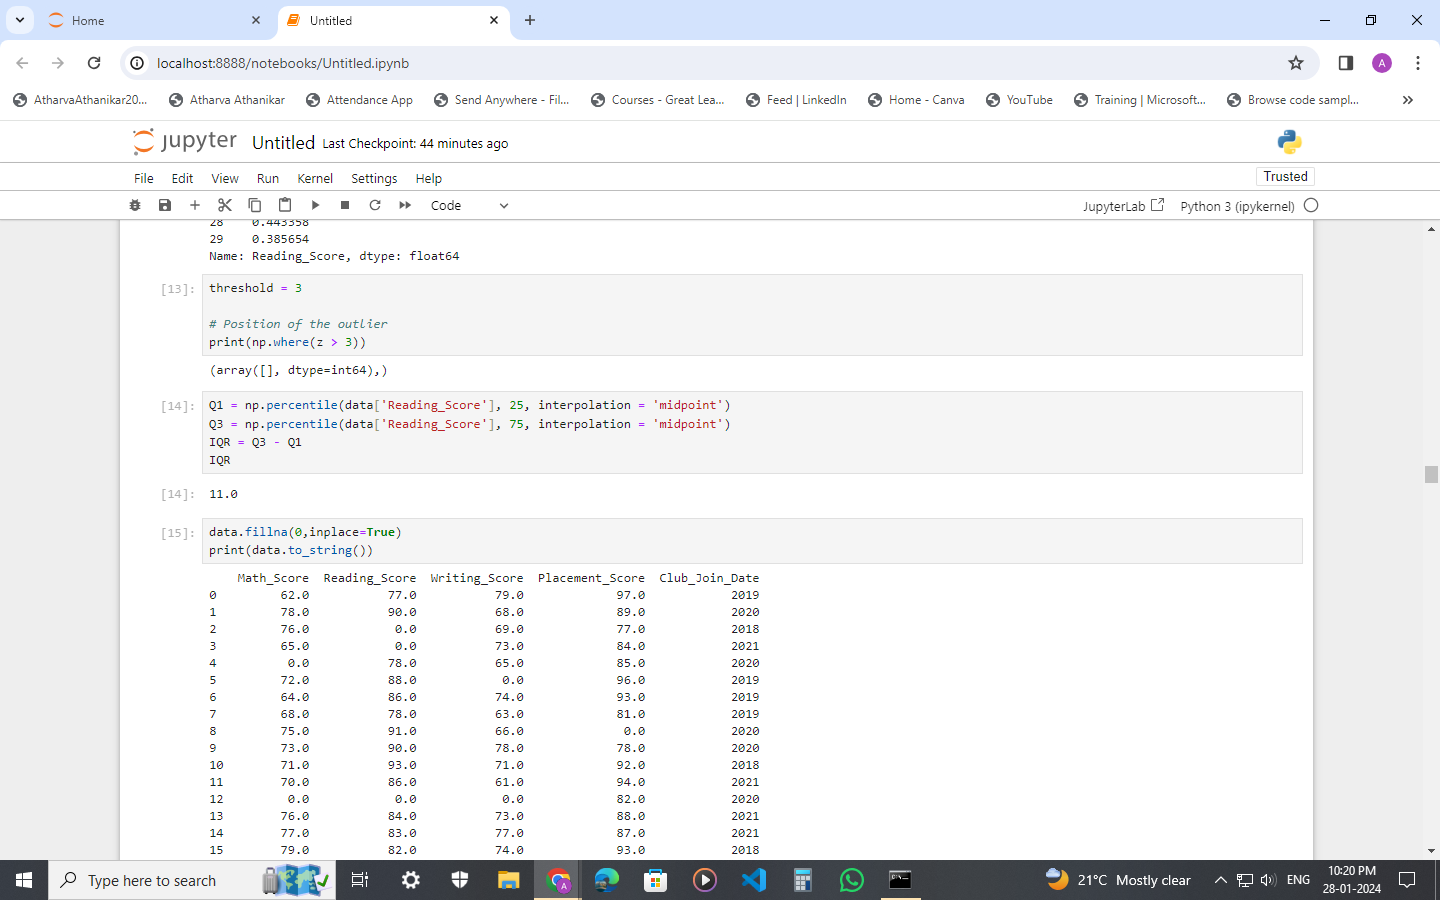 Home
Untitled
localhost:8888/notebooks/Untitled.ipynb
A
AtharvaAthanikar20...
Atharva Athanikar
Attendance App
Send Anywhere - Fil...
Courses - Great Lea...
Feed | LinkedIn
Home - Canva
YouTube
Training | Microsoft...
Browse code sampl...
jupyter Untitled Last Checkpoint: 44 minutes ago
File Edit View Run Kernel Settings Help
Trusted
Code
JupyterLab
Python 3 (ipykernel)
28 0.443358
29 0.385654
Name: Reading_Score, dtype: float64
[13]: threshold = 3
# Position of the outlier
print(np.where(z > 3))
(array([], dtype=int64),)
[14]: Q1 = np.percentile(data['Reading_Score'], 25, interpolation = 'midpoint')
Q3 = np.percentile(data['Reading_Score'], 75, interpolation = 'midpoint')
IQR = Q3 - Q1
IQR
[14]: 11.0
[15]: data.fillna(0,inplace=True)
print(data.to_string())
Math_Score Reading_Score Writing_Score Placement_Score Club_Join_Date
0 62.0 77.0 79.0 97.0 2019
1 78.0 90.0 68.0 89.0 2020
2 76.0 0.0 69.0 77.0 2018
3 65.0 0.0 73.0 84.0 2021
4 0.0 78.0 65.0 85.0 2020
5 72.0 88.0 0.0 96.0 2019
6 64.0 86.0 74.0 93.0 2019
7 68.0 78.0 63.0 81.0 2019
8 75.0 91.0 66.0 0.0 2020
9 73.0 90.0 78.0 78.0 2020
10 71.0 93.0 71.0 92.0 2018
11 70.0 86.0 61.0 94.0 2021
12 0.0 0.0 0.0 82.0 2020
13 76.0 84.0 73.0 88.0 2021
14 77.0 83.0 77.0 87.0 2021
15 79.0 82.0 74.0 93.0 2018
Type here to search
A
21°C Mostly clear
ENG
10:20 PM
28-01-2024